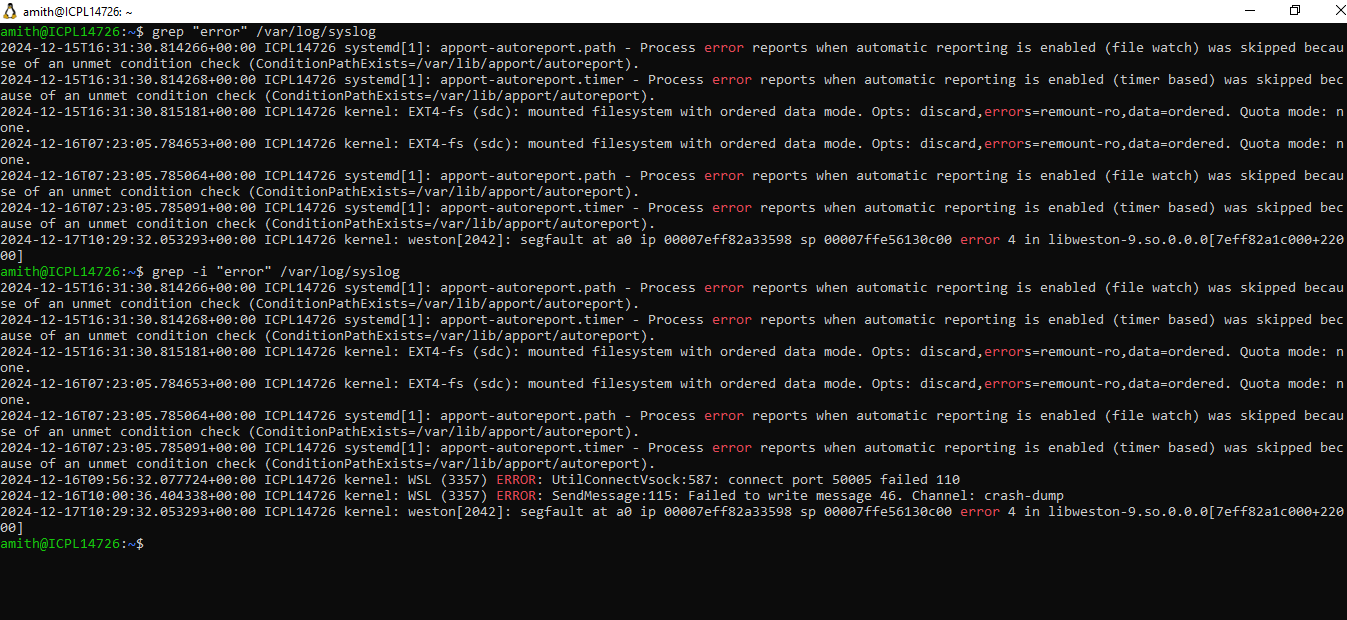 amith@ICPL14726: ~
amith@ICPL14726:~$ grep "error" /var/log/syslog
2024-12-15T16:31:30.814266+00:00 ICPL14726 systemd[1]: apport-autoreport.path - Process error reports when automatic reporting is enabled (file watch) was skipped becau
se of an unmet condition check (ConditionPathExists=/var/lib/apport/autoreport).
2024-12-15T16:31:30.814268+00:00 ICPL14726 systemd[1]: apport-autoreport.timer - Process error reports when automatic reporting is enabled (timer based) was skipped bec
ause of an unmet condition check (ConditionPathExists=/var/lib/apport/autoreport).
2024-12-15T16:31:30.815181+00:00 ICPL14726 kernel: EXT4-fs (sdc): mounted filesystem with ordered data mode. Opts: discard,errors=remount-ro,data=ordered. Quota mode: n
one.
2024-12-16T07:23:05.784653+00:00 ICPL14726 kernel: EXT4-fs (sdc): mounted filesystem with ordered data mode. Opts: discard,errors=remount-ro,data=ordered. Quota mode: n
one.
2024-12-16T07:23:05.785064+00:00 ICPL14726 systemd[1]: apport-autoreport.path - Process error reports when automatic reporting is enabled (file watch) was skipped becau
se of an unmet condition check (ConditionPathExists=/var/lib/apport/autoreport).
2024-12-16T07:23:05.785091+00:00 ICPL14726 systemd[1]: apport-autoreport.timer - Process error reports when automatic reporting is enabled (timer based) was skipped bec
ause of an unmet condition check (ConditionPathExists=/var/lib/apport/autoreport).
2024-12-17T10:29:32.053293+00:00 ICPL14726 kernel: weston[2042]: segfault at a0 ip 00007eff82a33598 sp 00007ffe56130c00 error 4 in libweston-9.so.0.0.0[7eff82a1c000+220
00]
amith@ICPL14726:~$ grep -i "error" /var/log/syslog
2024-12-15T16:31:30.814266+00:00 ICPL14726 systemd[1]: apport-autoreport.path - Process error reports when automatic reporting is enabled (file watch) was skipped becau
se of an unmet condition check (ConditionPathExists=/var/lib/apport/autoreport).
2024-12-15T16:31:30.814268+00:00 ICPL14726 systemd[1]: apport-autoreport.timer - Process error reports when automatic reporting is enabled (timer based) was skipped bec
ause of an unmet condition check (ConditionPathExists=/var/lib/apport/autoreport).
2024-12-15T16:31:30.815181+00:00 ICPL14726 kernel: EXT4-fs (sdc): mounted filesystem with ordered data mode. Opts: discard,errors=remount-ro,data=ordered. Quota mode: n
one.
2024-12-16T07:23:05.784653+00:00 ICPL14726 kernel: EXT4-fs (sdc): mounted filesystem with ordered data mode. Opts: discard,errors=remount-ro,data=ordered. Quota mode: n
one.
2024-12-16T07:23:05.785064+00:00 ICPL14726 systemd[1]: apport-autoreport.path - Process error reports when automatic reporting is enabled (file watch) was skipped becau
se of an unmet condition check (ConditionPathExists=/var/lib/apport/autoreport).
2024-12-16T07:23:05.785091+00:00 ICPL14726 systemd[1]: apport-autoreport.timer - Process error reports when automatic reporting is enabled (timer based) was skipped bec
ause of an unmet condition check (ConditionPathExists=/var/lib/apport/autoreport).
2024-12-16T09:56:32.077724+00:00 ICPL14726 kernel: WSL (3357) ERROR: UtilConnectVsock:587: connect port 50005 failed 110
2024-12-16T10:00:36.404338+00:00 ICPL14726 kernel: WSL (3357) ERROR: SendMessage:115: Failed to write message 46. Channel: crash-dump
2024-12-17T10:29:32.053293+00:00 ICPL14726 kernel: weston[2042]: segfault at a0 ip 00007eff82a33598 sp 00007ffe56130c00 error 4 in libweston-9.so.0.0.0[7eff82a1c000+220
00]
amith@ICPL14726:~$